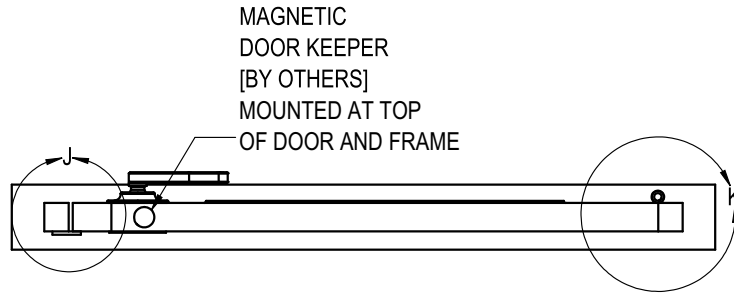 MAGNETIC
DOOR KEEPER
[BY OTHERS]
MOUNTED AT TOP
OF DOOR AND FRAME
J
K